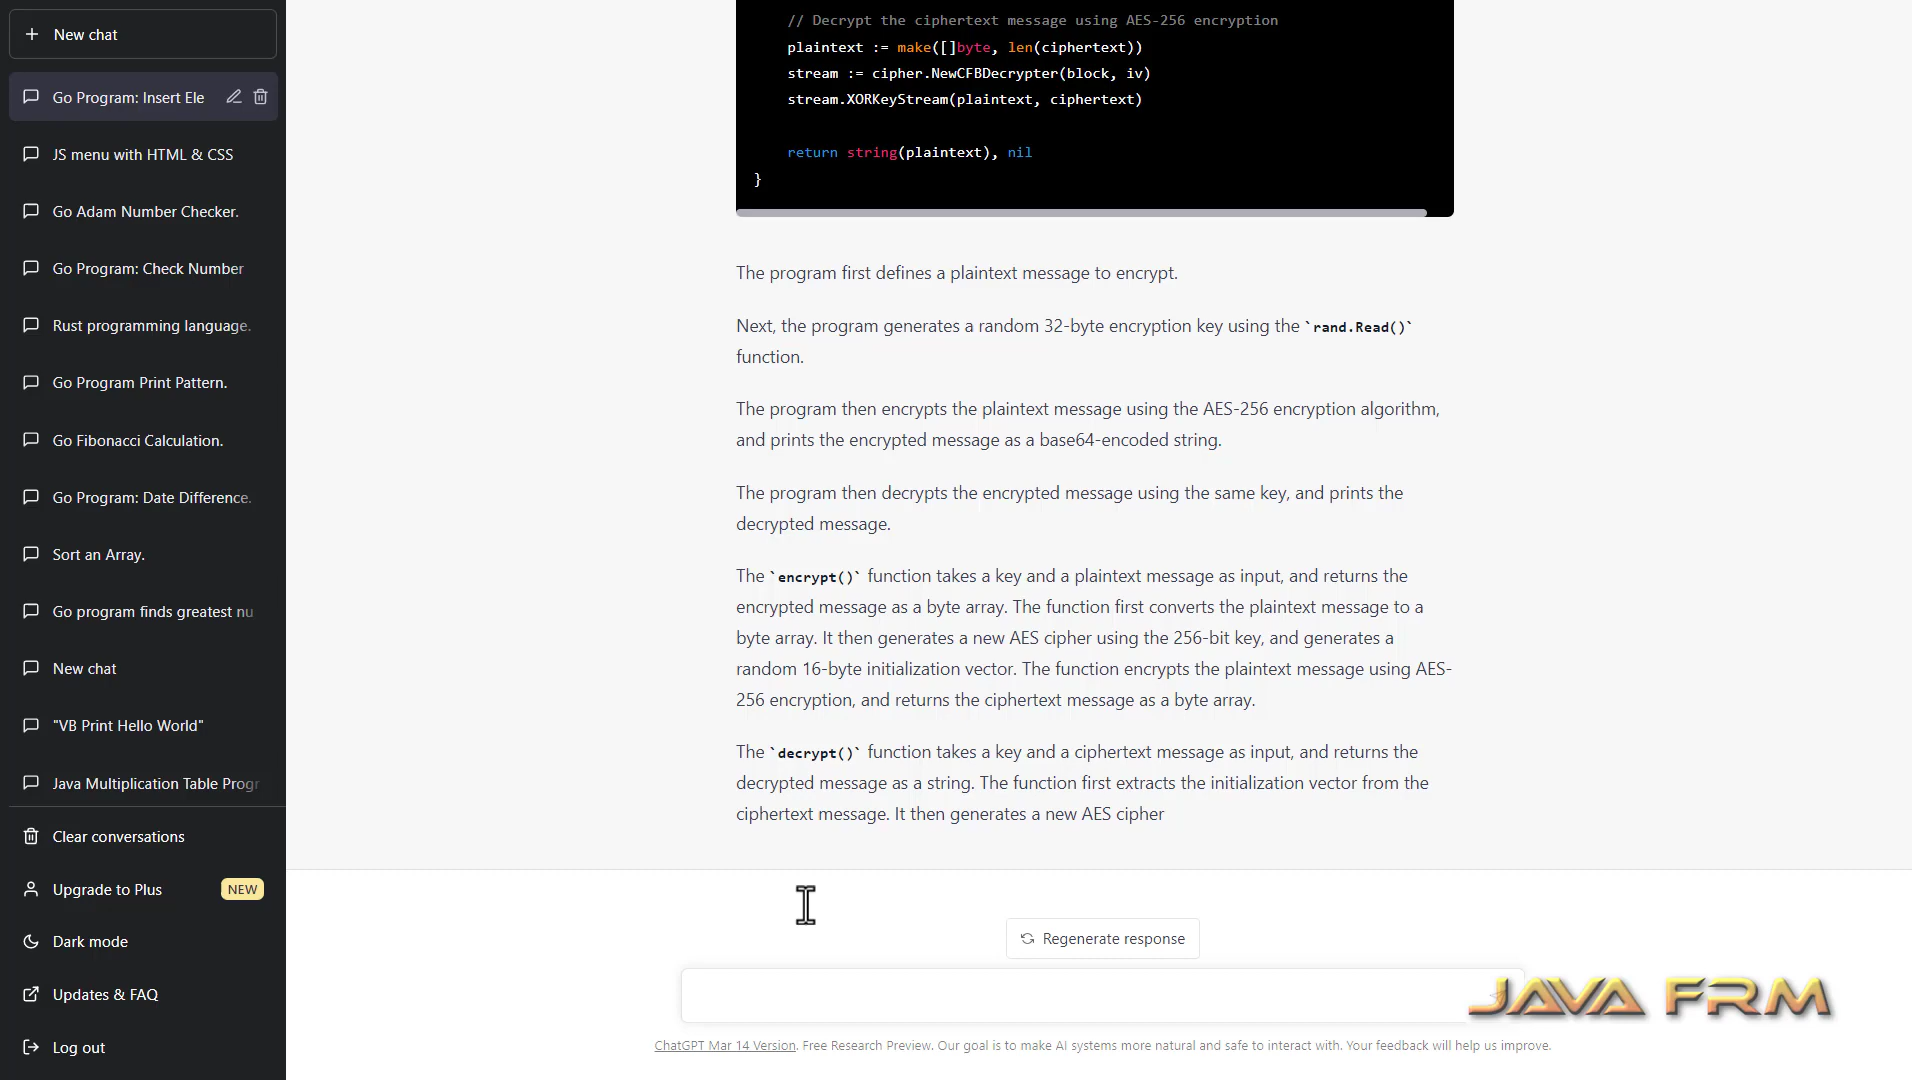 New chat
Go Program: Insert Ele
JS menu with HTML & CSS
Go Adam Number Checker.
Go Program: Check Number
Rust programming language.
Go Program Print Pattern.
Go Fibonacci Calculation.
Go Program: Date Difference.
Sort an Array.
Go program finds greatest nu
New chat
"VB Print Hello World"
Java Multiplication Table Progr
Clear conversations
Upgrade to Plus NEW
Dark mode
Updates & FAQ
Log out
// Decrypt the ciphertext message using AES-256 encryption
plaintext := make([]byte, len(ciphertext))
stream := cipher.NewCFBDecrypter(block, iv)
stream.XORKeyStream(plaintext, ciphertext)
return string(plaintext), nil
}
The program first defines a plaintext message to encrypt.
Next, the program generates a random 32-byte encryption key using the `rand.Read()`
function.
The program then encrypts the plaintext message using the AES-256 encryption algorithm,
and prints the encrypted message as a base64-encoded string.
The program then decrypts the encrypted message using the same key, and prints the
decrypted message.
The `encrypt()` function takes a key and a plaintext message as input, and returns the
encrypted message as a byte array. The function first converts the plaintext message to a
byte array. It then generates a new AES cipher using the 256-bit key, and generates a
random 16-byte initialization vector. The function encrypts the plaintext message using AES-
256 encryption, and returns the ciphertext message as a byte array.
The `decrypt()` function takes a key and a ciphertext message as input, and returns the
decrypted message as a string. The function first extracts the initialization vector from the
ciphertext message. It then generates a new AES cipher
Regenerate response
JAVA FRM
ChatGPT Mar 14 Version. Free Research Preview. Our goal is to make AI systems more natural and safe to interact with. Your feedback will help us improve.